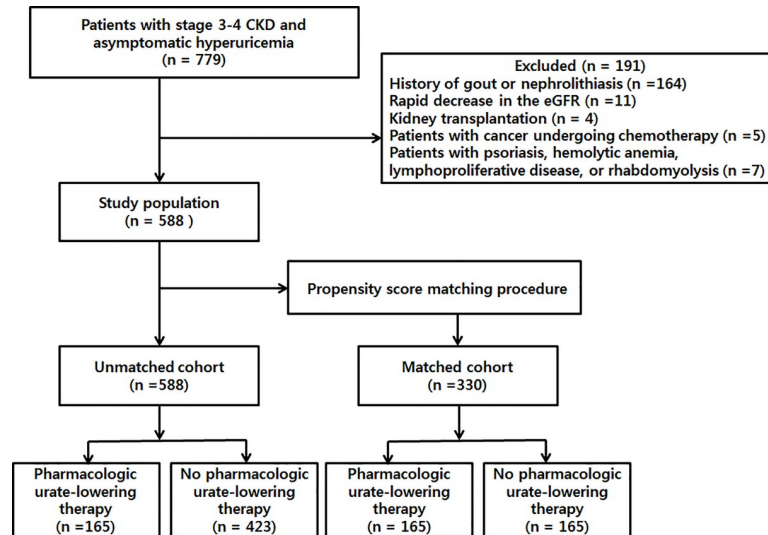 Patients with stage 3-4 CKD and
asymptomatic hyperuricemia
(n = 779)
Excluded (n = 191)
History of gout or nephrolithiasis (n =164)
Rapid decrease in the eGFR (n =11)
Kidney transplantation (n = 4)
Patients with cancer undergoing chemotherapy (n =5)
Patients with psoriasis, hemolytic anemia,
lymphoproliferative disease, or rhabdomyolysis (n =7)
Study population
(n = 588 )
Propensity score matching procedure
Unmatched cohort
(n =588)
Matched cohort
(n =330)
Pharmacologic
urate-lowering
therapy
(n =165)
No pharmacologic
urate-lowering
therapy
(n = 423)
Pharmacologic
urate-lowering
therapy
(n = 165)
No pharmacologic
urate-lowering
therapy
(n = 165)